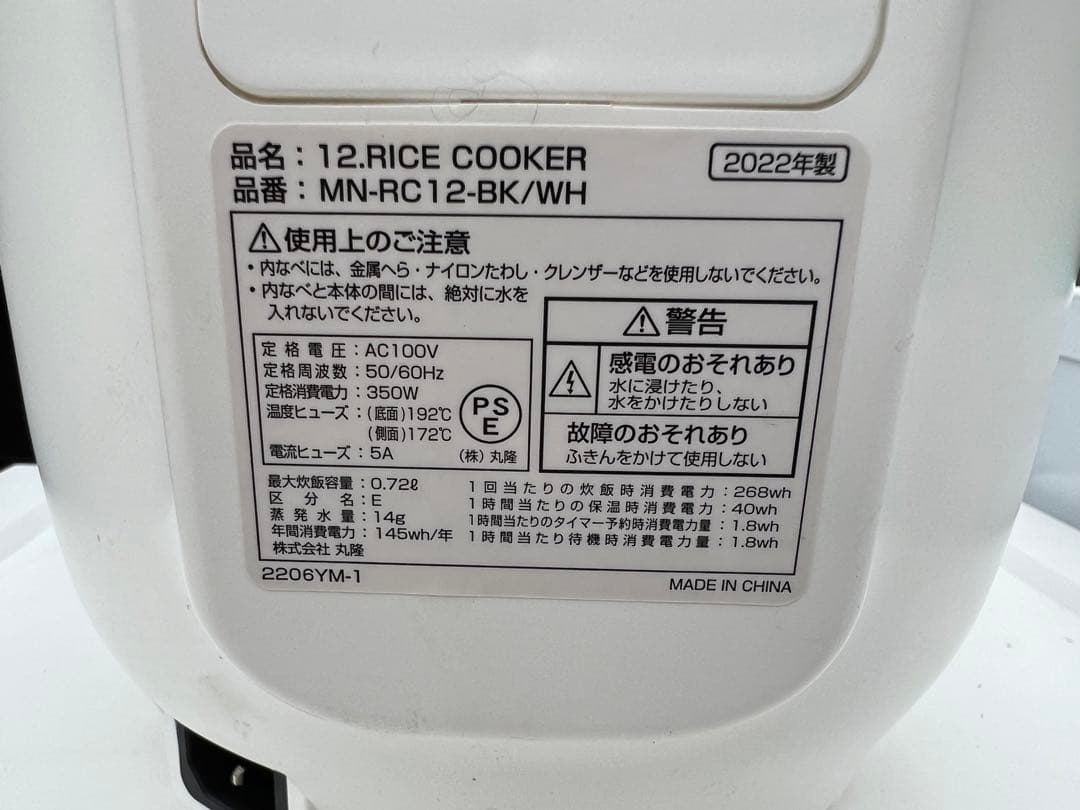 品名：12.RICE COOKER
2022年製
品番：MN-RC12-BK/WH
⚠使用上のご注意
・内なべには、金属へら・ナイロンたわし・クレンザーなどを使用しないでください。
・内なべと本体の間には、絶対に水を
入れないでください。
定格電圧：AC100V
定格周波数：50/60Hz
定格消費電力：350W
温度ヒューズ：(底面)192℃
(側面)172℃
電流ヒューズ：5A
PS
E
(株)丸隆
⚠警告
感電のおそれあり
水に浸けたり、
水をかけたりしない
故障のおそれあり
ふきんをかけて使用しない
最大炊飯容量：0.72ℓ
区分名：E
蒸発水量：14g
年間消費電力：145wh/年
株式会社 丸隆
1回当たりの炊飯時消費電力：268wh
1時間当たりの保温時消費電力：40wh
1時間当たりのタイマー予約時消費電力量：1.8wh
1時間当たり待機時消費電力量：1.8wh
2206YM-1
MADE IN CHINA